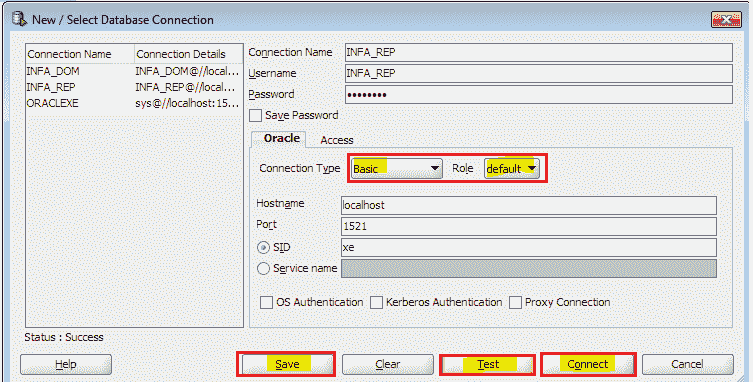 New / Select Database Connection
Connection Name Connection Details
INFA_DOM INFA_DOM@//local...
INFA_REP INFA_REP@//local...
ORACLEXE sys@//localhost:15...
Connection Name INFA_REP
Username INFA_REP
Password ••••••••
Save Password
Oracle Access
Connection Type Basic Role default
Hostname localhost
Port 1521
SID xe
Service name
OS Authentication Kerberos Authentication Proxy Connection
Status : Success
Help Save Clear Test Connect Cancel